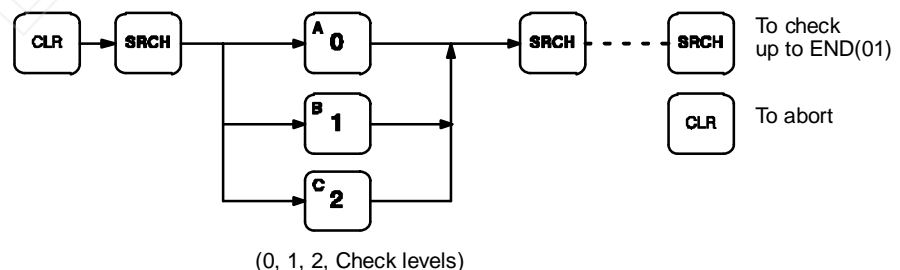 CLR
SRCH
A 0
SRCH
SRCH
To check
up to END(01)
B 1
CLR
To abort
C 2
(0, 1, 2, Check levels)